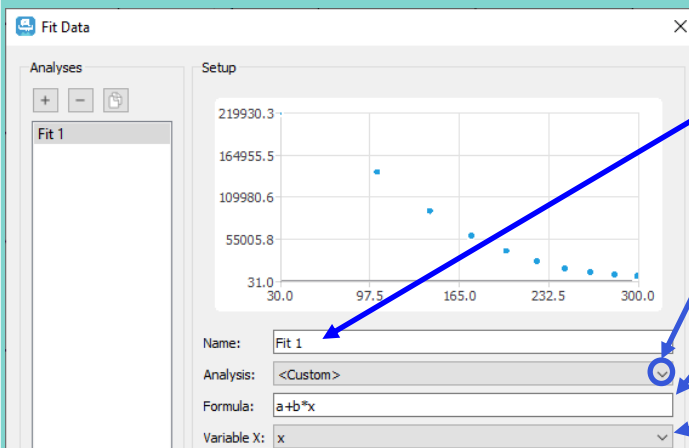 Fit Data
Analyses
Setup
+ -
Fit 1
219930.3
164955.5
109980.6
55005.8
31.0
30.0 97.5 165.0 232.5 300.0
Name: Fit 1
Analysis: <Custom>
Formula: a+b*x
Variable X: x